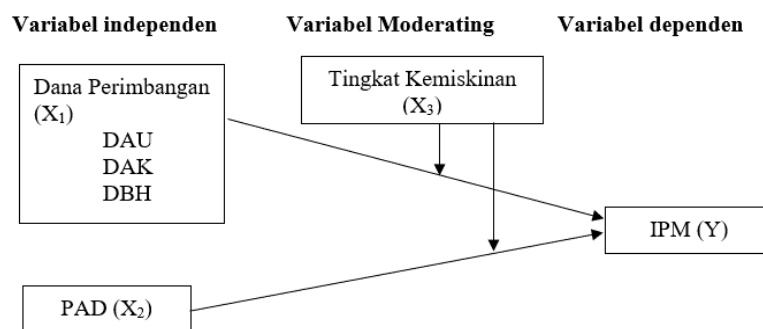 Variabel independen
Variabel Moderating
Variabel dependen
Dana Perimbangan
(X₁)
DAU
DAK
DBH
Tingkat Kemiskinan
(X₃)
IPM (Y)
PAD (X₂)